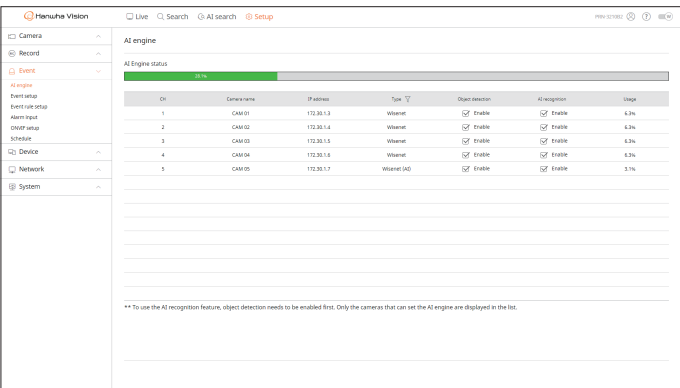 Hanwha Vision
Live Search AI search Setup
PRN-3210B2
Camera
Record
Event
AI engine
Event setup
Event rule setup
Alarm input
ONVIF setup
Schedule
Device
Network
System
AI engine
AI Engine status
28.1%
CH Camera name IP address Type Object detection AI recognition Usage
1 CAM 01 172.30.1.3 Wisenet Enable Enable 6.3%
2 CAM 02 172.30.1.4 Wisenet Enable Enable 6.3%
3 CAM 03 172.30.1.5 Wisenet Enable Enable 6.3%
4 CAM 04 172.30.1.6 Wisenet Enable Enable 6.3%
5 CAM 05 172.30.1.7 Wisenet (AI) Enable Enable 3.1%
** To use the AI recognition feature, object detection needs to be enabled first. Only the cameras that can set the AI engine are displayed in the list.